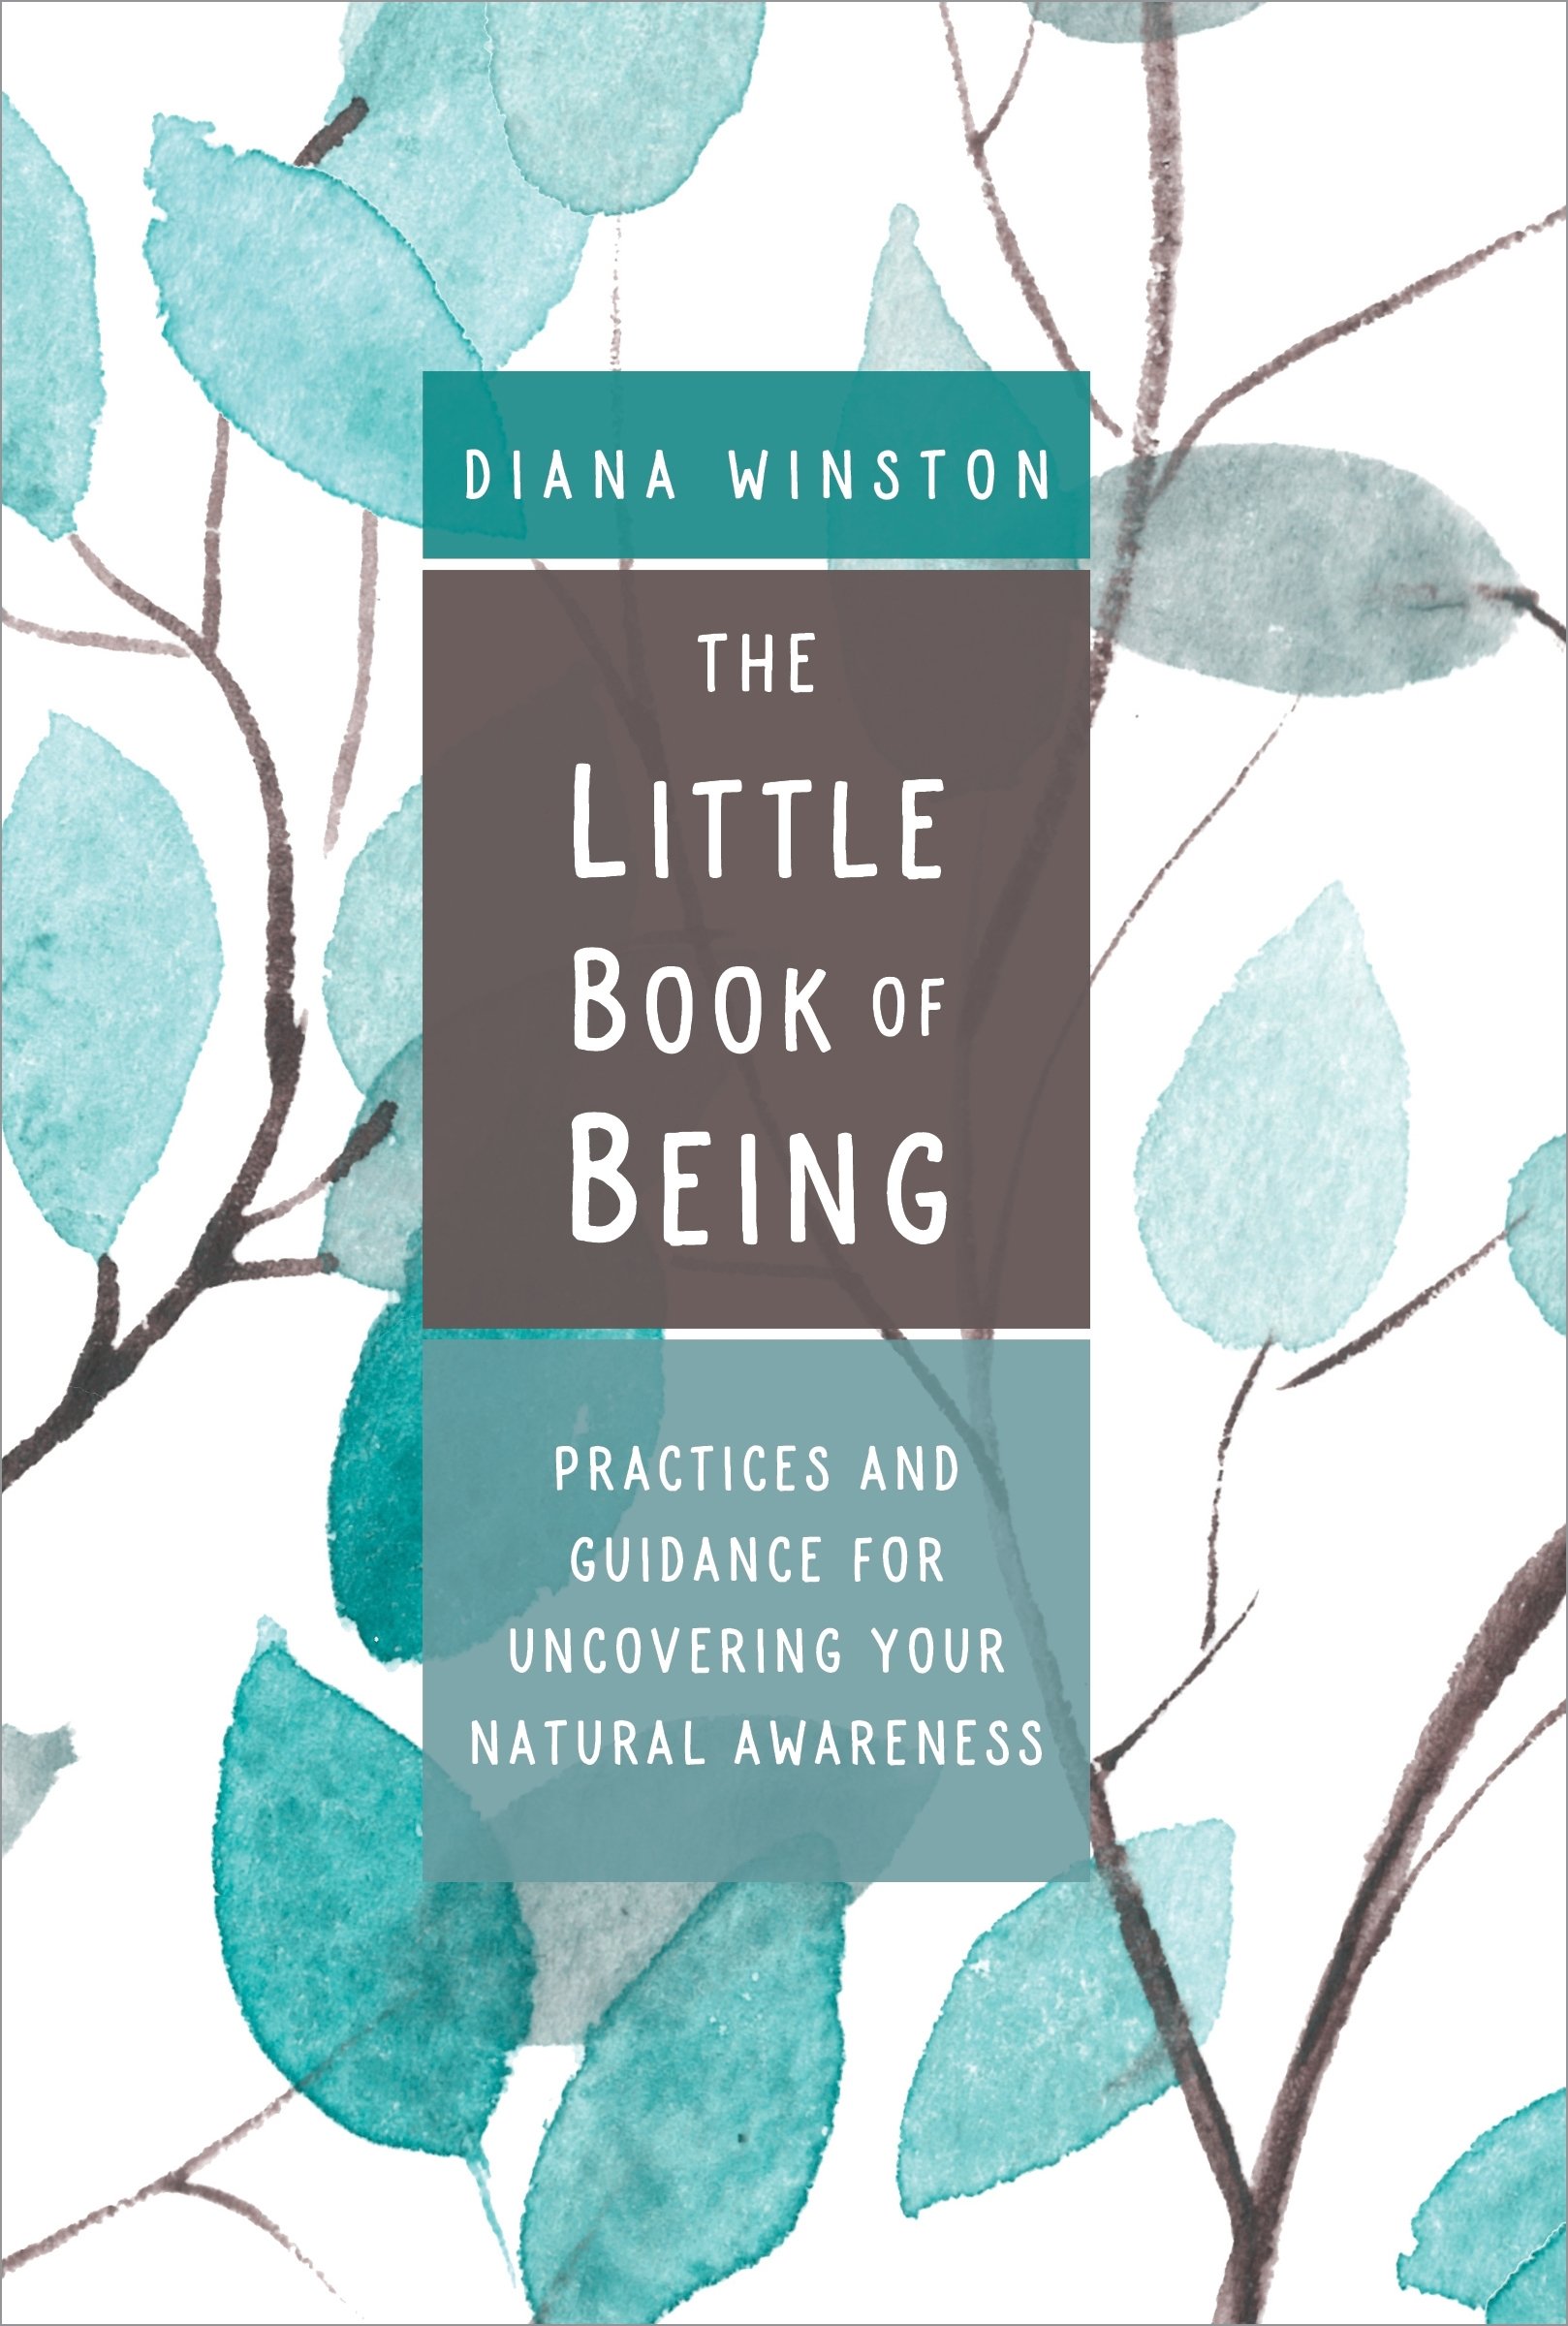 DIANA WINSTON
THE
LITTLE
BOOK OF
BEING
PRACTICES AND
GUIDANCE FOR
UNCOVERING YOUR
NATURAL AWARENESS